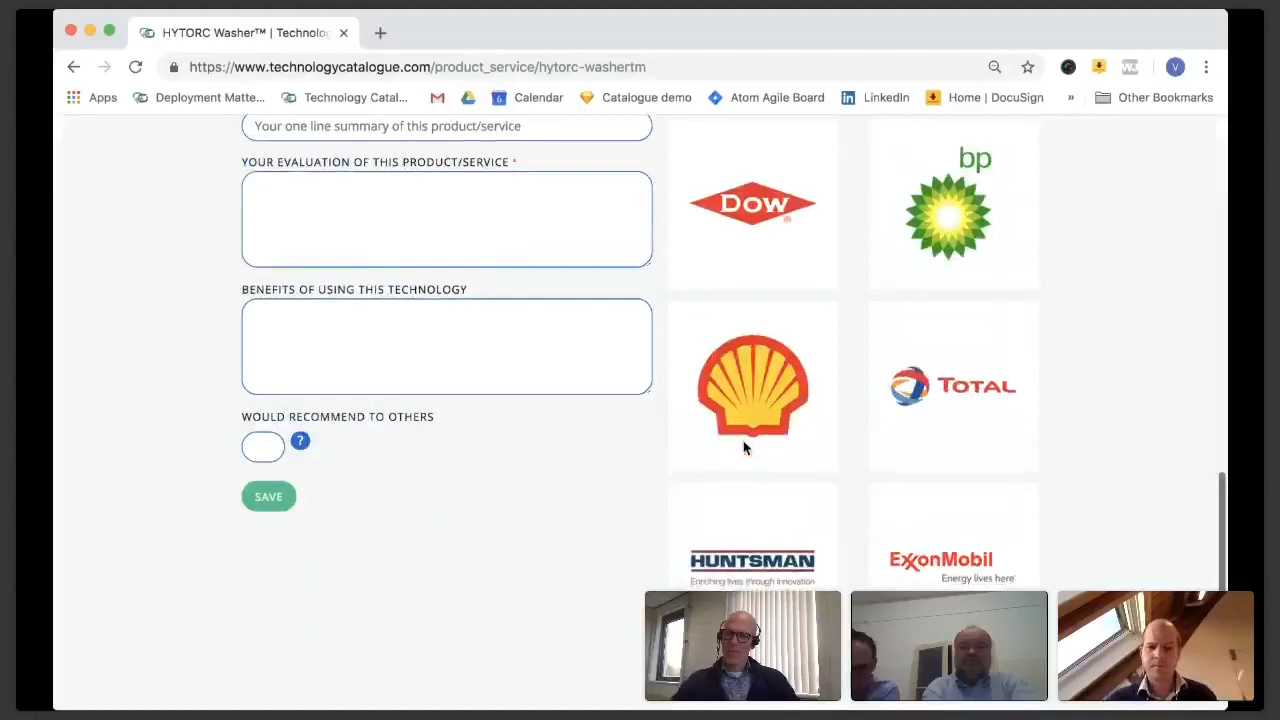 HYTORC Washer™ | Technolo
https://www.technologycatalogue.com/product_service/hytorc-washertm
V
Apps
Deployment Matte...
Technology Catal...
6
Calendar
Catalogue demo
Atom Agile Board
LinkedIn
Home | DocuSign
»
Other Bookmarks
Your one line summary of this product/service
YOUR EVALUATION OF THIS PRODUCT/SERVICE *
BENEFITS OF USING THIS TECHNOLOGY
WOULD RECOMMEND TO OTHERS
?
SAVE
DOW®
bp
TOTAL
HUNTSMAN
Enriching lives through innovation
ExxonMobil
Energy lives here